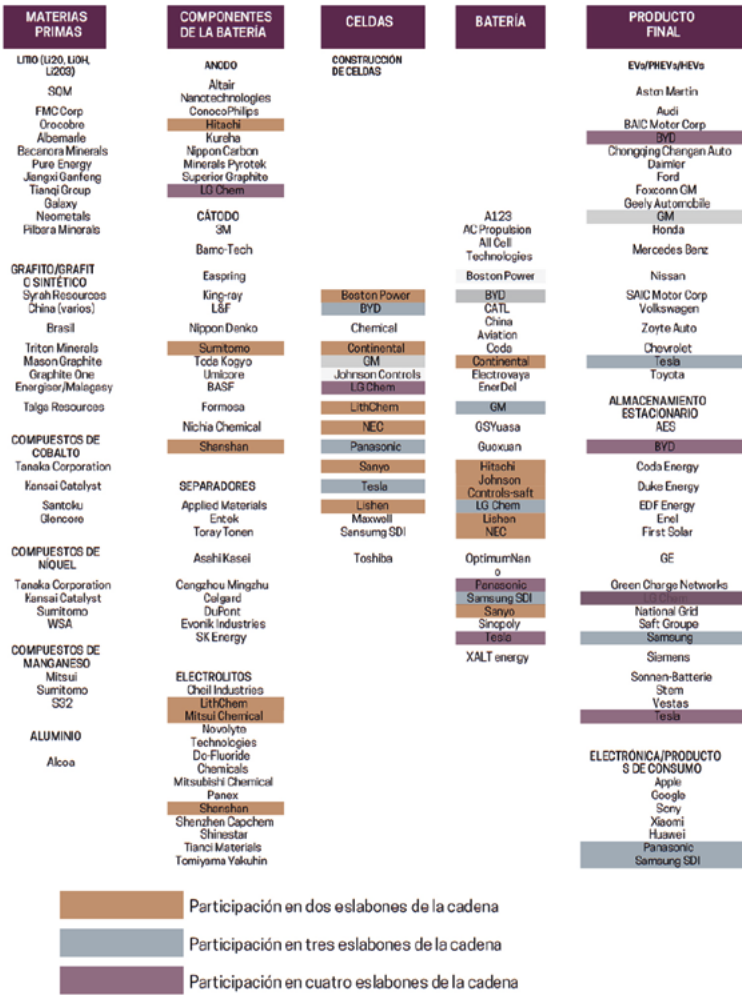 MATERIAS
PRIMAS
LITIO (Li20, LiOH,
Li2O3)
SQM
FMC Corp
Orocobre
Albemarle
Bacanora Minerals
Pure Energy
Jiangxi Ganfeng
Tianqi Group
Galaxy
Neometals
Pilbara Minerals
GRAFITO/GRAFIT
O SINTÉTICO
Syrah Resources
China (varios)
Brasil
Triton Minerals
Mason Graphite
Graphite One
Energiser/Malagasy
Talga Resources
COMPUESTOS DE
COBALTO
Tanaka Corporation
Kansai Catalyst
Santoku
Glencore
COMPUESTOS DE
NÍQUEL
Tanaka Corporation
Kansai Catalyst
Sumitomo
WSA
COMPUESTOS DE
MANGANESO
Mitsui
Sumitomo
S32
ALUMINIO
Alcoa
COMPONENTES
DE LA BATERÍA
ANODO
Altair
Nanotechnologies
ConocoPhilips
Hitachi
Kureha
Nippon Carbon
Minerals Pyrotek
Superior Graphite
LG Chem
CÁTODO
3M
Bamo-Tech
Easpring
King-ray
L&F
Nippon Denko
Sumitomo
Toda Kogyo
Umicore
BASF
Formosa
Nichia Chemical
Shanshan
SEPARADORES
Applied Materials
Entek
Toray Tonen
Asahi Kasei
Cangzhou Mingzhu
Celgard
DuPont
Evonik Industries
SK Energy
ELECTROLITOS
Cheil Industries
LithChem
Mitsui Chemical
Novolyte
Technologies
Do-Fluoride
Chemicals
Mitsubishi Chemical
Panex
Shanshan
Shenzhen Capchem
Shinestar
Tianci Materials
Tomiyama Yakuhin
CELDAS
CONSTRUCCIÓN
DE CELDAS
Boston Power
BYD
Chemical
Continental
GM
Johnson Controls
LG Chem
LithChem
NEC
Panasonic
Sanyo
Tesla
Lishen
Maxwell
Sansumg SDI
Toshiba
BATERÍA
A123
AC Propulsion
All Cell
Technologies
Boston Power
BYD
CATL
China
Aviation
Coda
Continental
Electrovaya
EnerDel
GM
GSYuasa
Guoxuan
Hitachi
Johnson
Controls-saft
LG Chem
Lishen
NEC
OptimumNan
o
Panasonic
Samsung SDI
Sanyo
Sinopoly
Tesla
XALT energy
PRODUCTO
FINAL
EVs/PHEVs/HEVs
Aston Martin
Audi
BAIC Motor Corp
BYD
Chongqing Changan Auto
Daimler
Ford
Foxconn GM
Geely Automobile
GM
Honda
Mercedes Benz
Nissan
SAIC Motor Corp
Volkswagen
Zoyte Auto
Chevrolet
Tesla
Toyota
ALMACENAMIENTO
ESTACIONARIO
AES
BYD
Coda Energy
Duke Energy
EDF Energy
Enel
First Solar
GE
Green Charge Networks
LG Chem
National Grid
Saft Groupe
Samsung
Siemens
Sonnen-Batterie
Stem
Vestas
Tesla
ELECTRÓNICA/PRODUCTO
S DE CONSUMO
Apple
Google
Sony
Xiaomi
Huawei
Panasonic
Samsung SDI
Participación en dos eslabones de la cadena
Participación en tres eslabones de la cadena
Participación en cuatro eslabones de la cadena